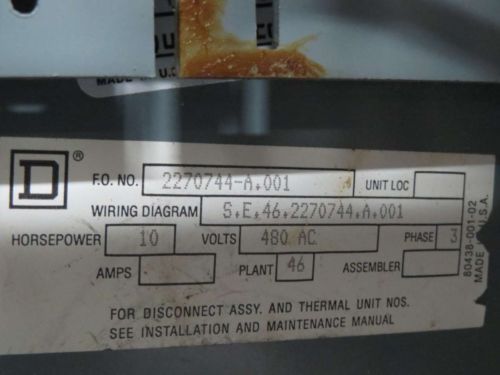 MADE
D ®
F.O. NO. 2270744-A.001 UNIT LOC
WIRING DIAGRAM S.E.46.2270744.A.001
HORSEPOWER 10 VOLTS 480 AC PHASE 3
AMPS PLANT 46 ASSEMBLER
80438-001-02
MADE IN U.S.A.
FOR DISCONNECT ASSY. AND THERMAL UNIT NOS.
SEE INSTALLATION AND MAINTENANCE MANUAL